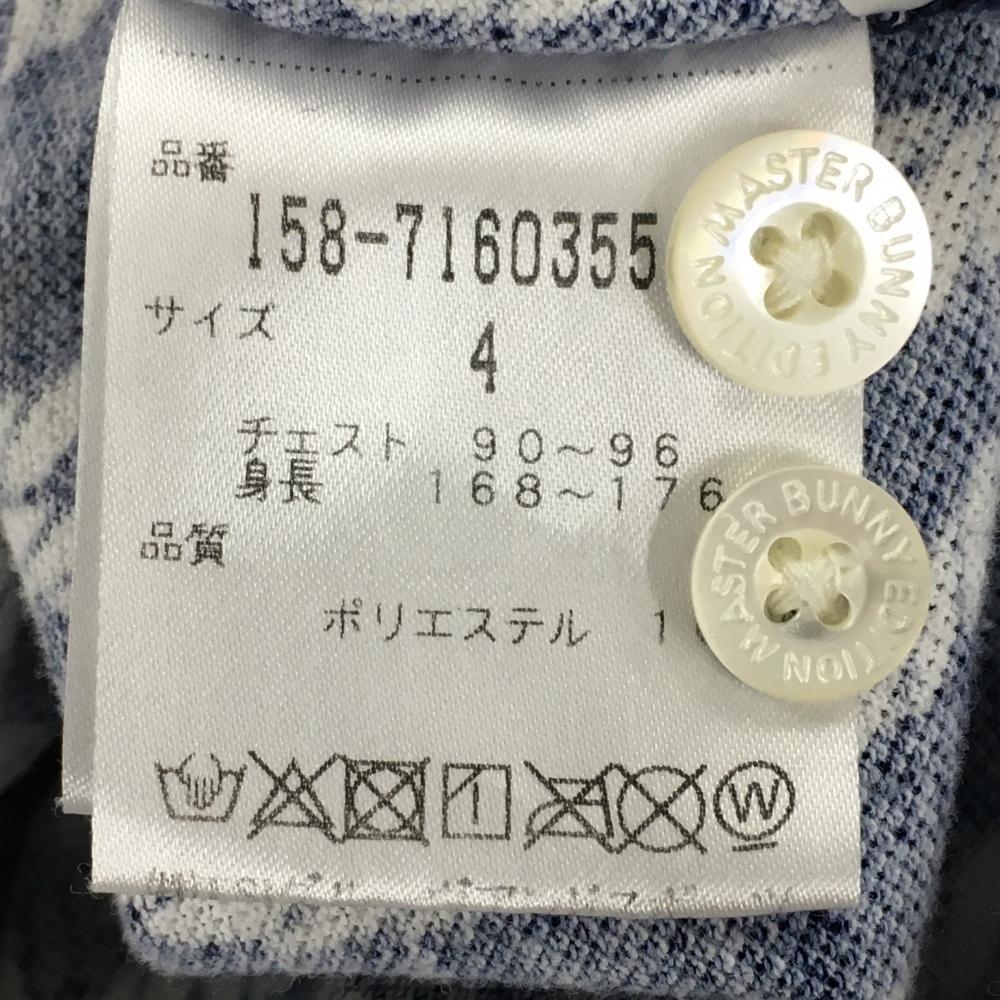 品番
158-7160355
サイズ
4
チェスト 90～96
身長 168～176
品質
ポリエステル 1
W
MASTER BUNNY EDITION
MASTER BUNNY EDITION